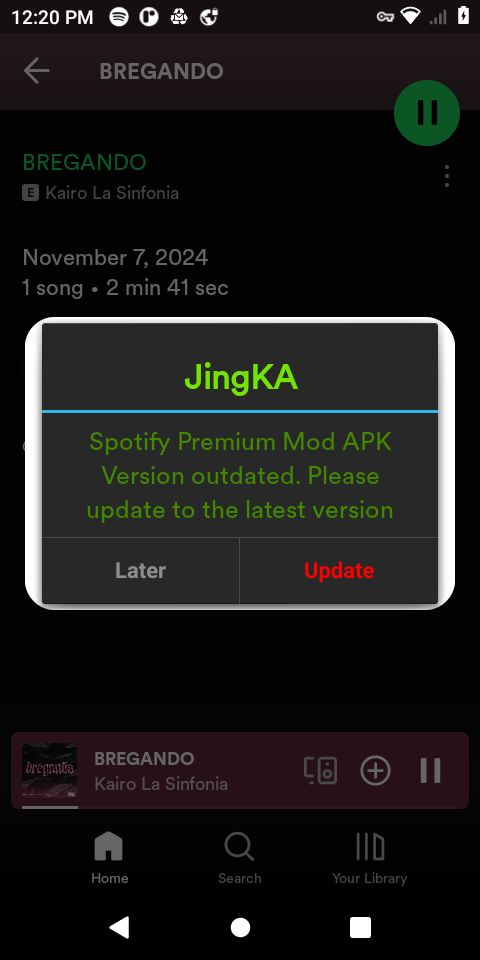 12:20 PM
BREGANDO
BREGANDO
E Kairo La Sinfonia
November 7, 2024
1 song • 2 min 41 sec
JingKA
Spotify Premium Mod APK
Version outdated. Please
update to the latest version
Later
Update
bregando
BREGANDO
Kairo La Sinfonia
Home
Search
Your Library